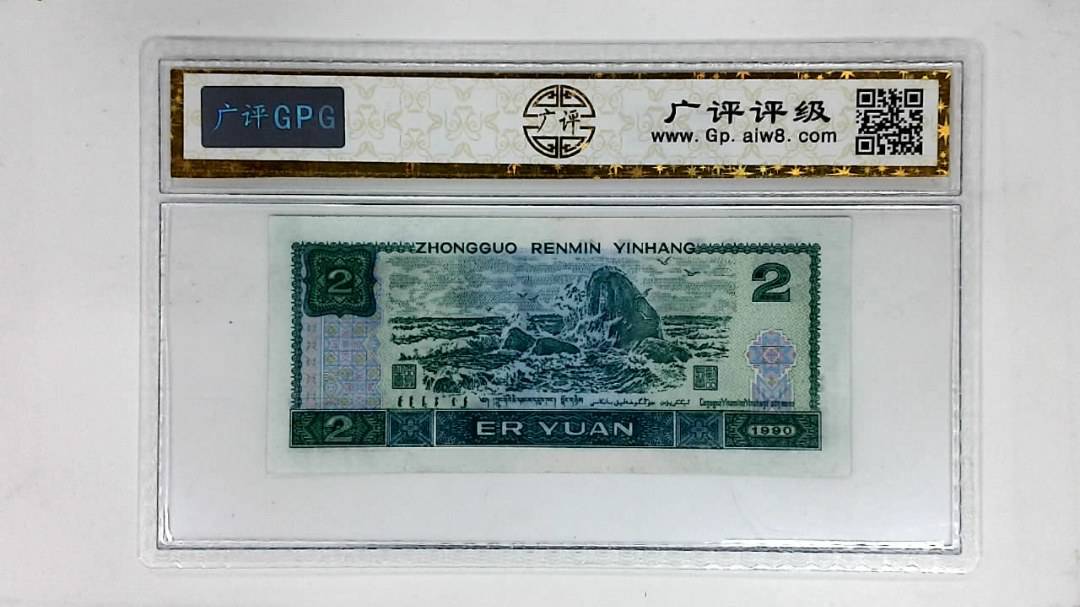 广评GPG
广评
广评评级
www.Gp.aiw8.com
ZHONGGUO RENMIN YINHANG
2
2
2
ER YUAN
1990